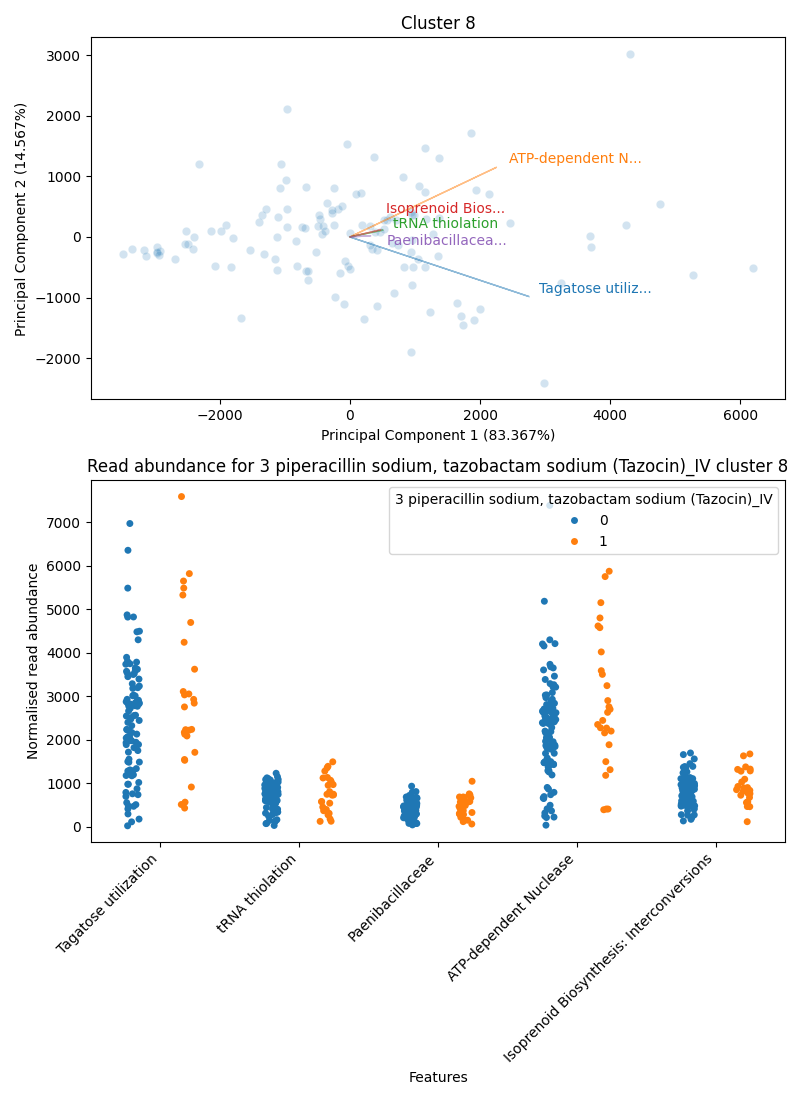 Cluster 8
3000
2000
1000
0
−1000
−2000
Principal Component 2 (14.567%)
ATP-dependent N...
Isoprenoid Bios...
tRNA thiolation
Paenibacillacea...
Tagatose utiliz...
−2000
0
2000
4000
6000
Principal Component 1 (83.367%)
Read abundance for 3 piperacillin sodium, tazobactam sodium (Tazocin)_IV cluster 8
3 piperacillin sodium, tazobactam sodium (Tazocin)_IV
0
1
7000
6000
5000
4000
3000
2000
1000
0
Normalised read abundance
Tagatose utilization
tRNA thiolation
Paenibacillaceae
ATP-dependent Nuclease
Isoprenoid Biosynthesis: Interconversions
Features